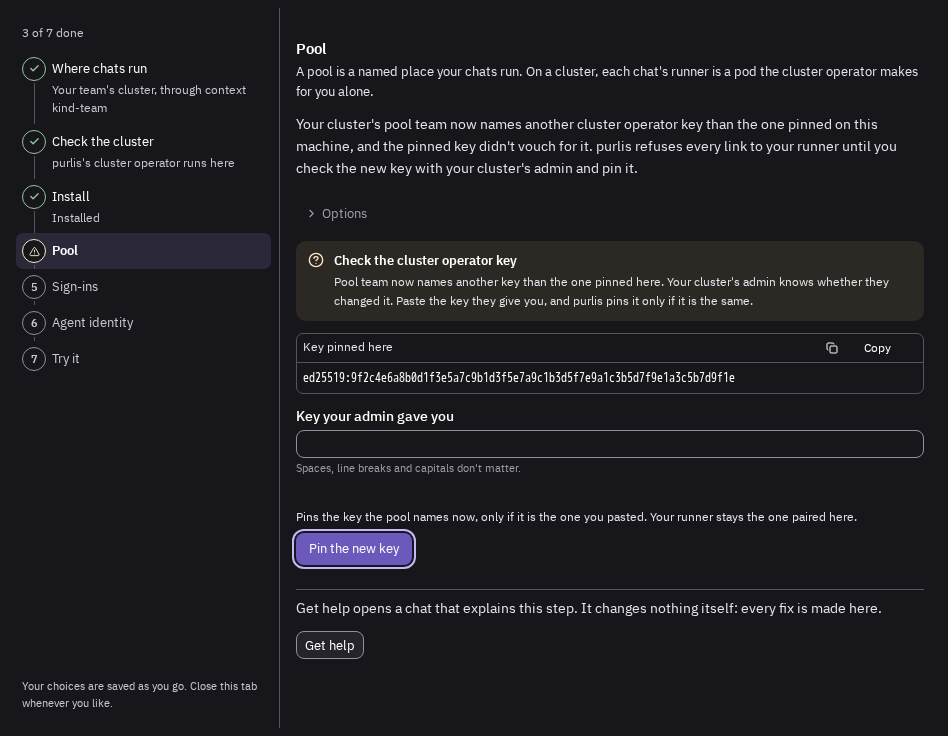 3 of 7 done
Where chats run
Your team's cluster, through context
kind-team
Check the cluster
purlis's cluster operator runs here
Install
Installed
Pool
5 Sign-ins
6 Agent identity
7 Try it
Your choices are saved as you go. Close this tab
whenever you like.
Pool
A pool is a named place your chats run. On a cluster, each chat's runner is a pod the cluster operator makes
for you alone.
Your cluster's pool team now names another cluster operator key than the one pinned on this
machine, and the pinned key didn't vouch for it. purlis refuses every link to your runner until you
check the new key with your cluster's admin and pin it.
Options
Check the cluster operator key
Pool team now names another key than the one pinned here. Your cluster's admin knows whether they
changed it. Paste the key they give you, and purlis pins it only if it is the same.
Key pinned here
Copy
ed25519:9f2c4e6a8b0d1f3e5a7c9b1d3f5e7a9c1b3d5f7e9a1c3b5d7f9e1a3c5b7d9f1e
Key your admin gave you
Spaces, line breaks and capitals don't matter.
Pins the key the pool names now, only if it is the one you pasted. Your runner stays the one paired here.
Pin the new key
Get help opens a chat that explains this step. It changes nothing itself: every fix is made here.
Get help